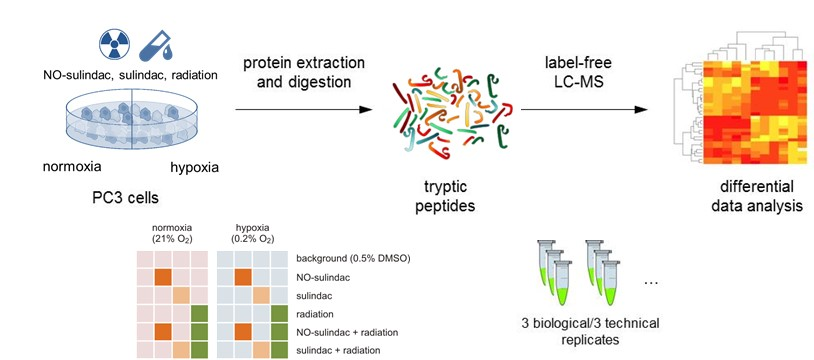 NO-sulindac, sulindac, radiation
normoxia
hypoxia
PC3 cells
protein extraction
and digestion
tryptic
peptides
label-free
LC-MS
differential
data analysis
normoxia
(21% O₂)
hypoxia
(0.2% O₂)
background (0.5% DMSO)
NO-sulindac
sulindac
radiation
NO-sulindac + radiation
sulindac + radiation
...
3 biological/3 technical
replicates